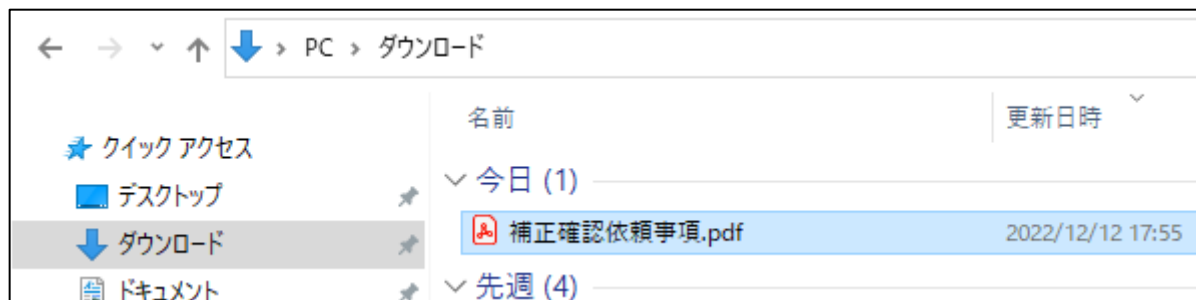 PC > ダウンロード
名前
更新日時
クイック アクセス
今日 (1)
デスクトップ
補正確認依頼事項.pdf
2022/12/12 17:55
ダウンロード
ドキュメント
先週 (4)